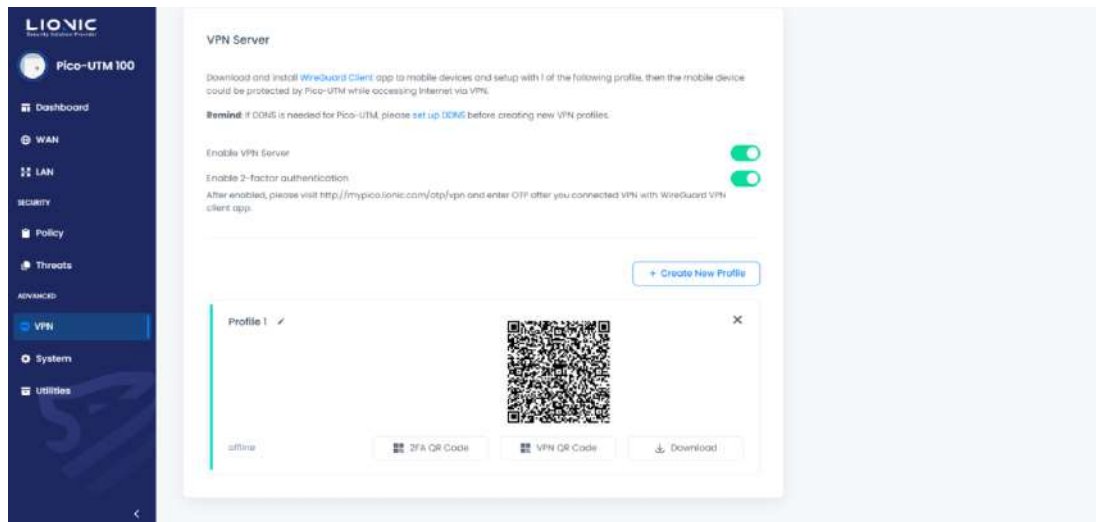 LIONIC
Security Solution Provider
Pico-UTM 100
Dashboard
WAN
LAN
SECURITY
Policy
Threats
ADVANCED
VPN
System
Utilities
VPN Server
Download and install WireGuard Client app to mobile devices and setup with 1 of the following profile, then the mobile device
could be protected by Pico-UTM while accessing Internet via VPN.
Remind: If DDNS is needed for Pico-UTM, please set up DDNS before creating new VPN profiles.
Enable VPN Server
Enable 2-factor authentication
After enabled, please visit http://mypico.lionic.com/otp/vpn and enter OTP after you connected VPN with WireGuard VPN
client app.
+ Create New Profile
Profile 1
offline
2FA QR Code
VPN QR Code
Download